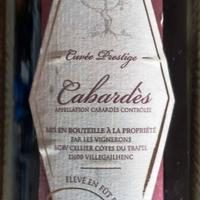 Cuvée Prestige
Cabardès
APPELLATION CABARDÈS CONTRÔLÉE
MIS EN BOUTEILLE À LA PROPRIÉTÉ
PAR LES VIGNERONS
CELLIER CÔTES DU TRAPEL
11600 VILLEGAILHENC
ÉLEVÉ EN FÛT